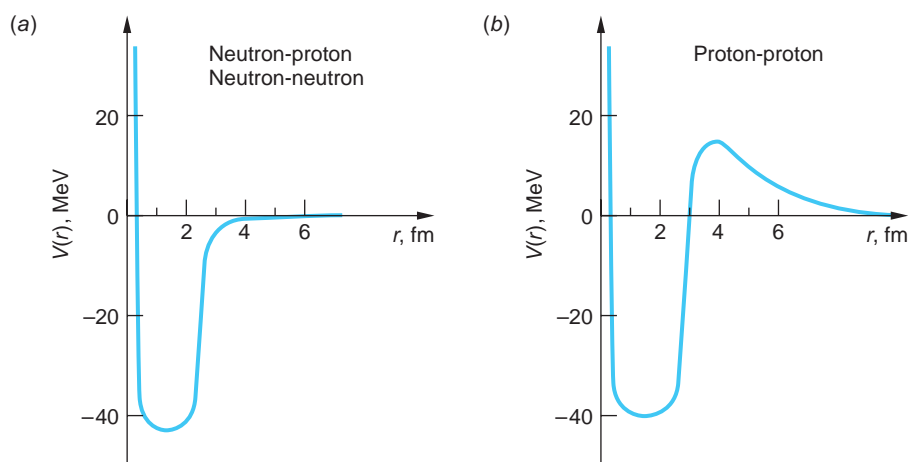 (a)
Neutron-proton
Neutron-neutron
V(r), MeV
20
0
−20
−40
2
4
6
r, fm
(b)
Proton-proton
V(r), MeV
20
0
−20
−40
2
4
6
r, fm